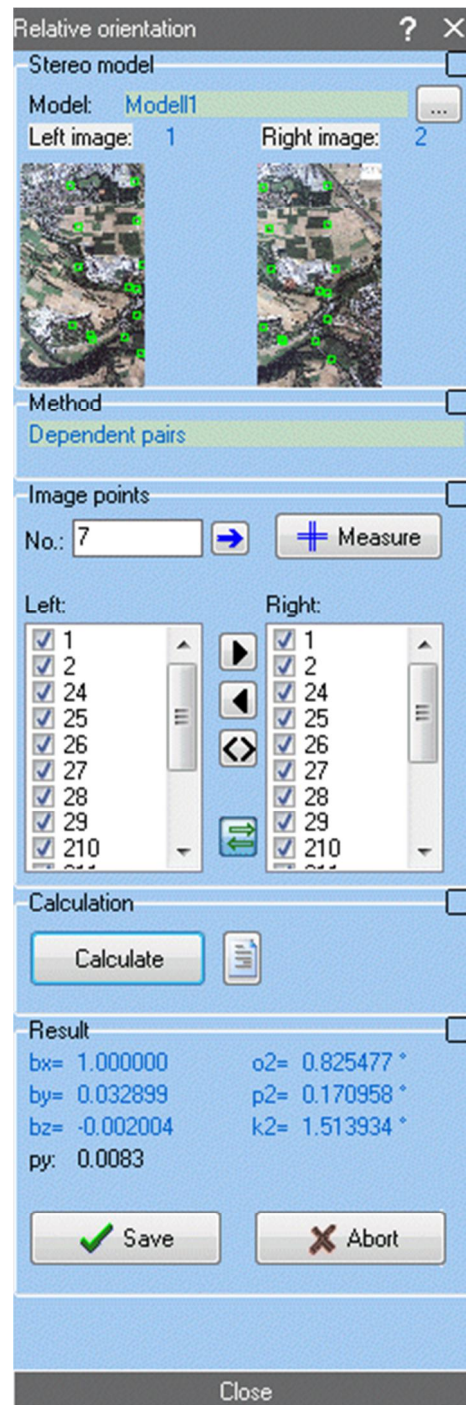 Relative orientation ? ×
Stereo model
Model: Modell1 ...
Left image: 1 Right image: 2
Method
Dependent pairs
Image points
No.: 7 Measure
Left: Right:
1 1
2 2
24 24
25 25
26 26
27 27
28 28
29 29
210 210
Calculation
Calculate
Result
bx= 1.000000 o2= 0.825477 °
by= 0.032899 p2= 0.170958 °
bz= -0.002004 k2= 1.513934 °
py: 0.0083
Save Abort
Close